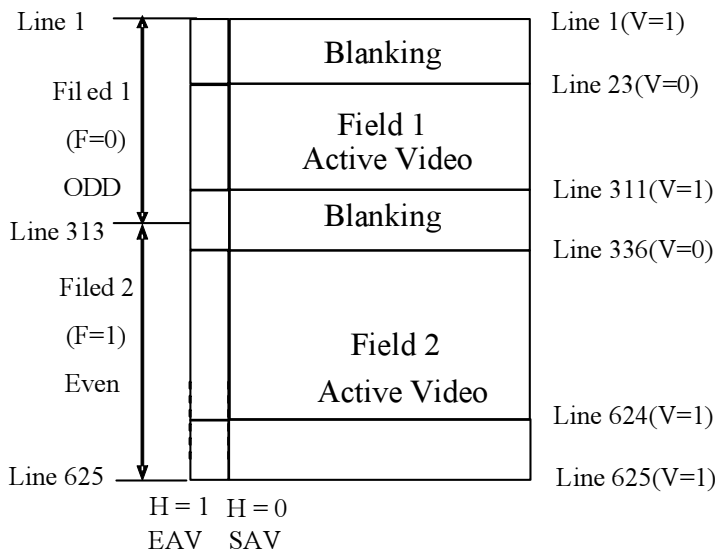 Line 1
Filed 1
(F=0)
ODD
Line 313
Filed 2
(F=1)
Even
Line 625
Blanking
Field 1
Active Video
Blanking
Field 2
Active Video
Line 1(V=1)
Line 23(V=0)
Line 311(V=1)
Line 336(V=0)
Line 624(V=1)
Line 625(V=1)
H = 1 H = 0
EAV SAV